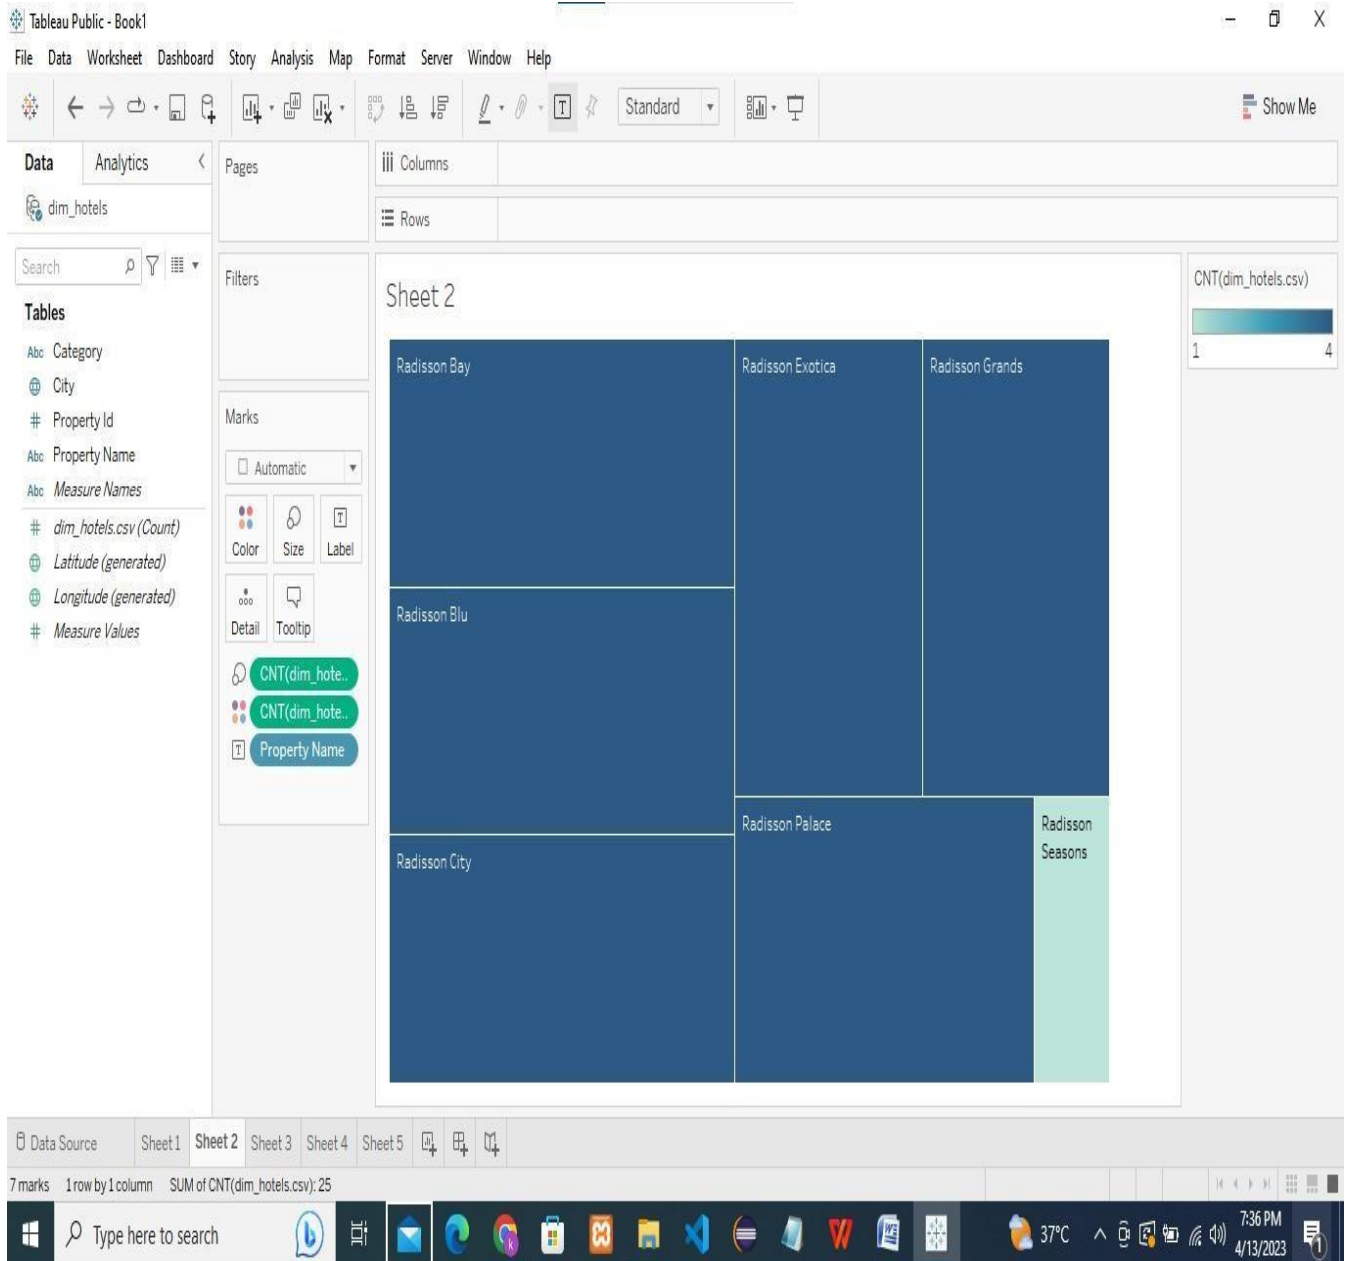 Tableau Public - Book1
File Data Worksheet Dashboard Story Analysis Map Format Server Window Help
Standard
Show Me
Data Analytics
dim_hotels
Search
Tables
Abc Category
City
# Property Id
Abc Property Name
Abc Measure Names
# dim_hotels.csv (Count)
Latitude (generated)
Longitude (generated)
# Measure Values
Pages
Filters
Marks
Automatic
Color Size Label
Detail Tooltip
CNT(dim_hote..
CNT(dim_hote..
Property Name
iii Columns
Rows
Sheet 2
Radisson Bay
Radisson Exotica
Radisson Grands
Radisson Blu
Radisson City
Radisson Palace
Radisson
Seasons
CNT(dim_hotels.csv)
1 4
Data Source Sheet 1 Sheet 2 Sheet 3 Sheet 4 Sheet 5
7 marks 1 row by 1 column SUM of CNT(dim_hotels.csv): 25
Type here to search
37°C
7:36 PM
4/13/2023
1